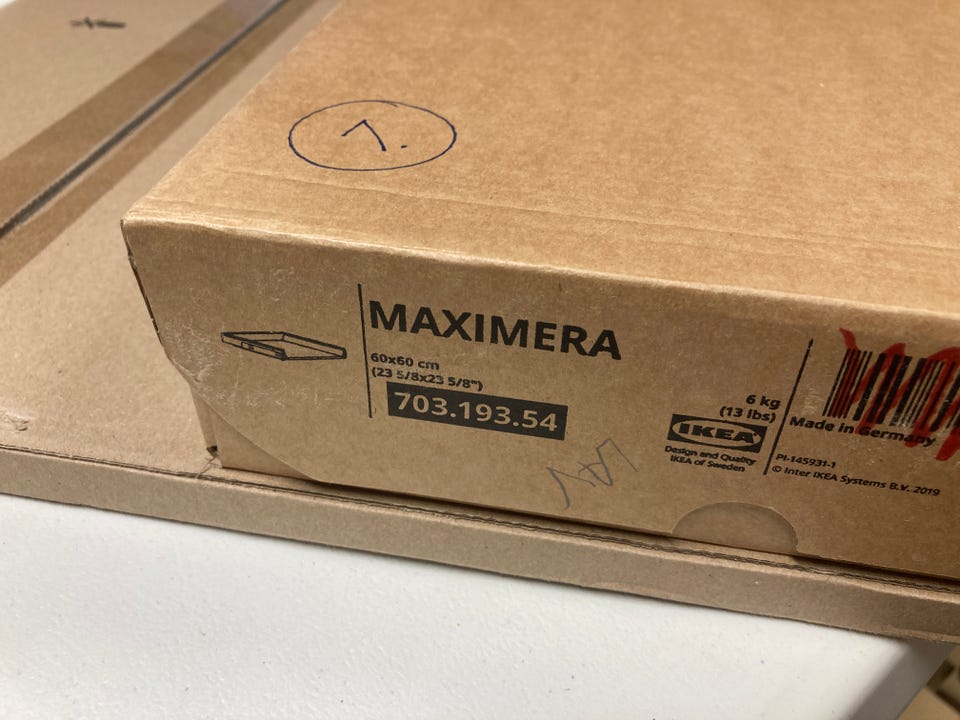 1.
MAXIMERA
60x60 cm
(23 5/8x23 5/8")
703.193.54
6 kg
(13 lbs)
IKEA
Design and Quality
IKEA of Sweden
Made in Germany
PI-145931-1
© Inter IKEA Systems B.V. 2019